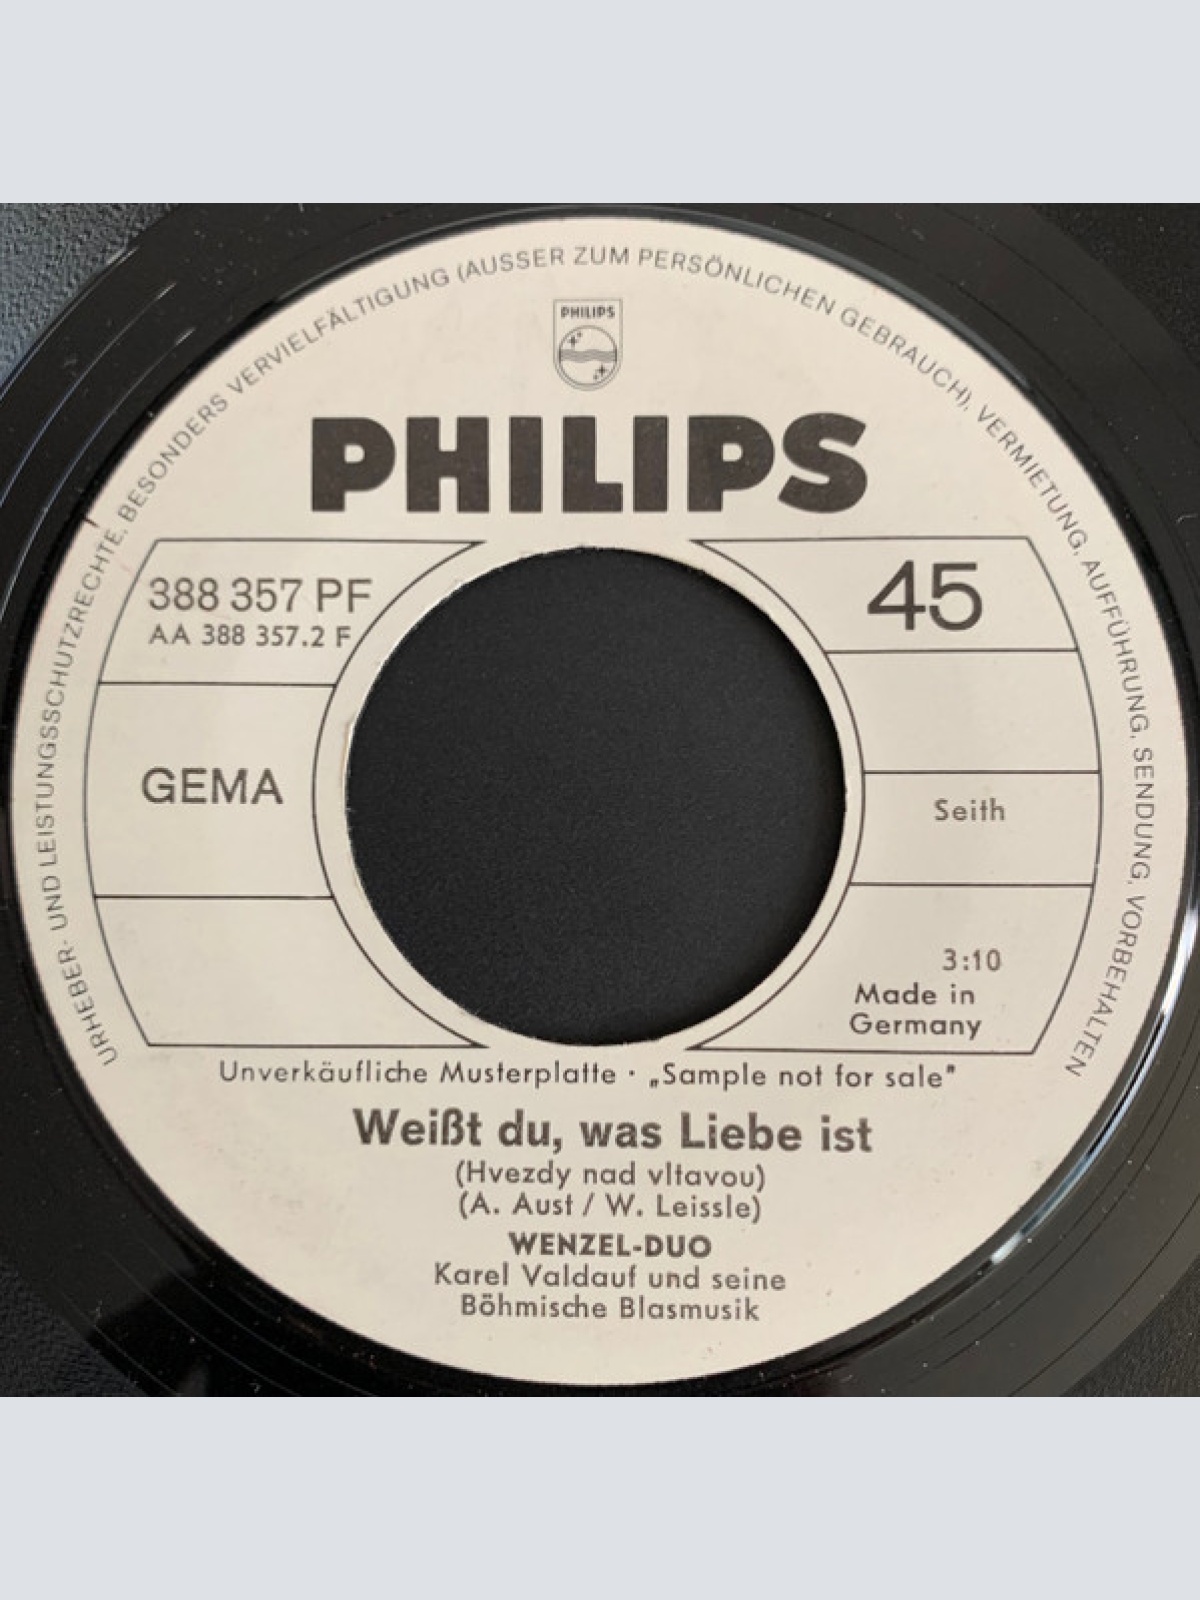 URHEBER- UND LEISTUNGSSCHUTZRECHTE, BESONDERS VERVIELFÄLTIGUNG (AUSSER ZUM PERSÖNLICHEN GEBRAUCH), VERMIETUNG, AUFFÜHRUNG, SENDUNG, VORBEHALTEN
PHILIPS
PHILIPS
388 357 PF
AA 388 357.2 F
45
GEMA
Seith
3:10
Made in
Germany
Unverkäufliche Musterplatte · „Sample not for sale"
Weißt du, was Liebe ist
(Hvezdy nad vltavou)
(A. Aust / W. Leissle)
WENZEL-DUO
Karel Valdauf und seine
Böhmische Blasmusik